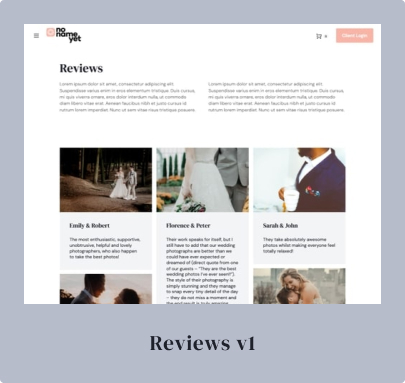 no
name
yet
0
Client Login
Reviews
Lorem ipsum dolor sit amet, consectetur adipiscing elit.
Suspendisse varius enim in eros elementum tristique. Duis cursus,
mi quis viverra ornare, eros dolor interdum nulla, ut commodo
diam libero vitae erat. Aenean faucibus nibh et justo cursus id
rutrum lorem imperdiet. Nunc ut sem vitae risus tristique posuere.
Lorem ipsum dolor sit amet, consectetur adipiscing elit.
Suspendisse varius enim in eros elementum tristique. Duis cursus,
mi quis viverra ornare, eros dolor interdum nulla, ut commodo
diam libero vitae erat. Aenean faucibus nibh et justo cursus id
rutrum lorem imperdiet. Nunc ut sem vitae risus tristique posuere.
Emily & Robert
The most enthusiastic, supportive,
unobtrusive, helpful and lovely
photographers, who also happen
to take the best photos!
Florence & Peter
Their work speaks for itself, but I
still have to add that our wedding
photographs are better than we
could have ever expected or
dreamed of (direct quote from one
of our guests – "They are the best
wedding photos I've ever seen!").
The style of their photography is
simply stunning and they manage
to snap every tiny detail of the day
– they do not miss a moment and
the end result is truly amazing
Sarah & John
They take absolutely awesome
photos whilst making everyone feel
totally relaxed!
Reviews v1